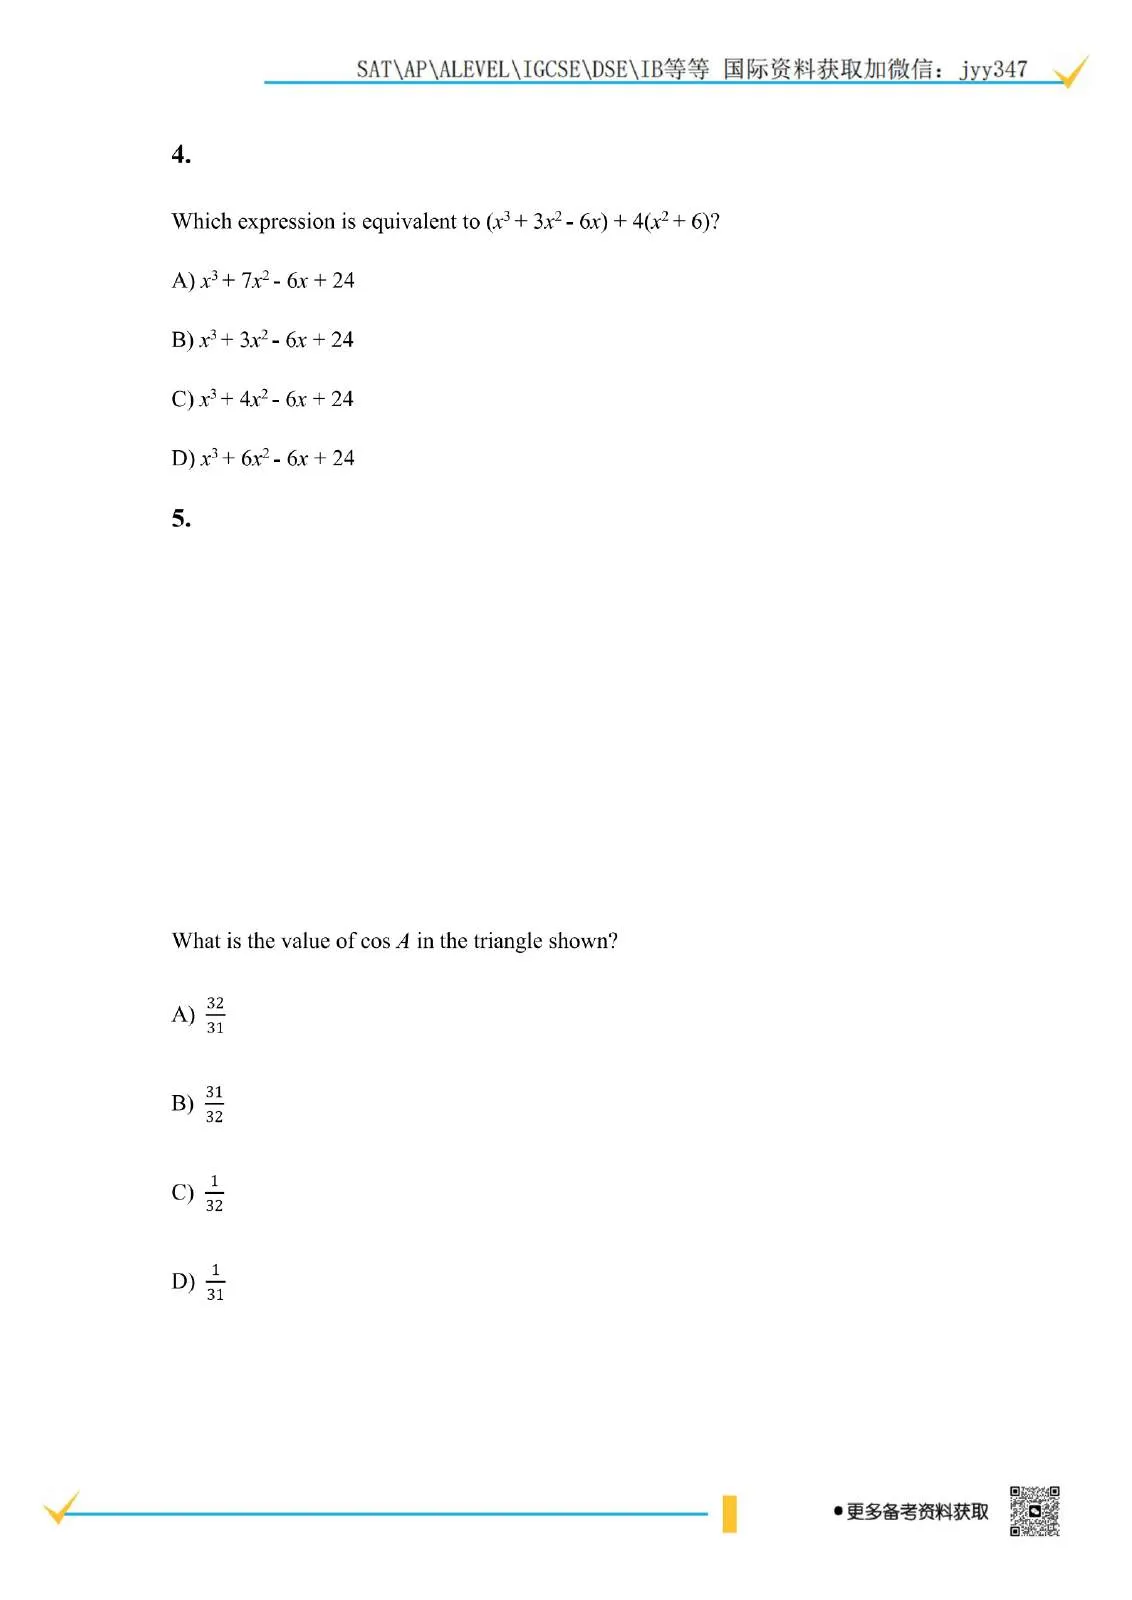 SAT\AP\ALEVEL\IGCSE\DSE\IB等等 国际资料获取加微信：jyy347
4.
Which expression is equivalent to (x³ + 3x² - 6x) + 4(x² + 6)?
A) x³ + 7x² - 6x + 24
B) x³ + 3x² - 6x + 24
C) x³ + 4x² - 6x + 24
D) x³ + 6x² - 6x + 24
5.
What is the value of cos A in the triangle shown?
A) 32/31
B) 31/32
C) 1/32
D) 1/31
•更多备考资料获取